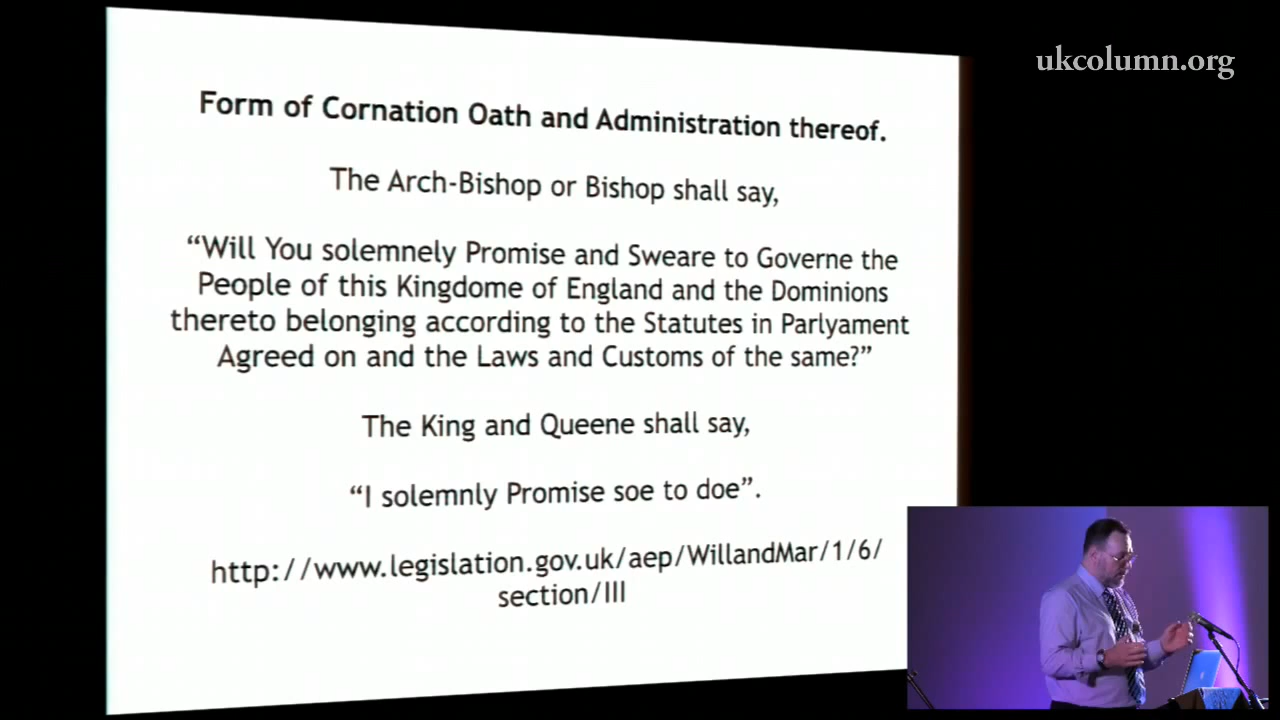 ukcolumn.org
Form of Cornation Oath and Administration thereof.
The Arch-Bishop or Bishop shall say,
“Will You solemnely Promise and Sweare to Governe the
People of this Kingdome of England and the Dominions
thereto belonging according to the Statutes in Parlyament
Agreed on and the Laws and Customs of the same?”
The King and Queene shall say,
“I solemnly Promise soe to doe”.
http://www.legislation.gov.uk/aep/WillandMar/1/6/
section/III